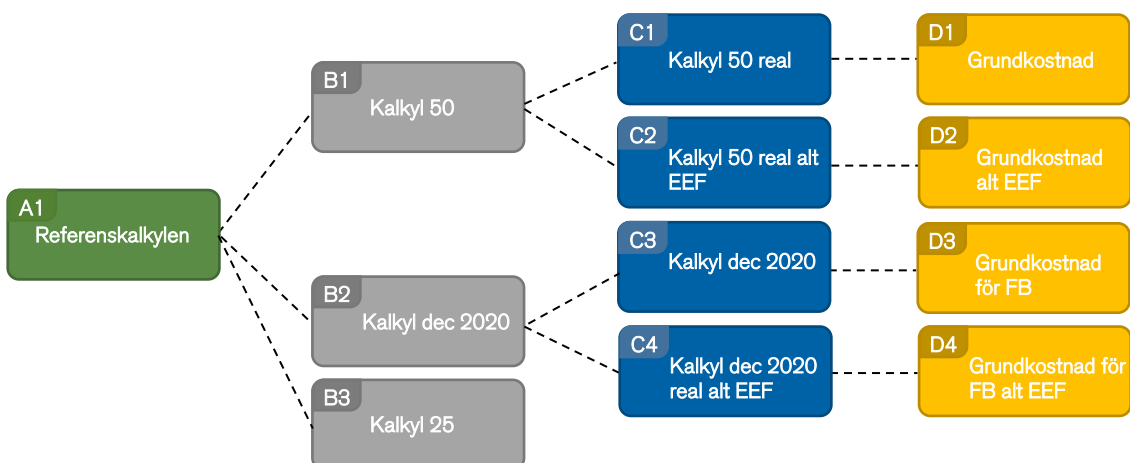 A1
Referenskalkylen
B1
Kalkyl 50
B2
Kalkyl dec 2020
B3
Kalkyl 25
C1
Kalkyl 50 real
C2
Kalkyl 50 real alt
EEF
C3
Kalkyl dec 2020
C4
Kalkyl dec 2020
real alt EEF
D1
Grundkostnad
D2
Grundkostnad
alt EEF
D3
Grundkostnad
för FB
D4
Grundkostnad för
FB alt EEF